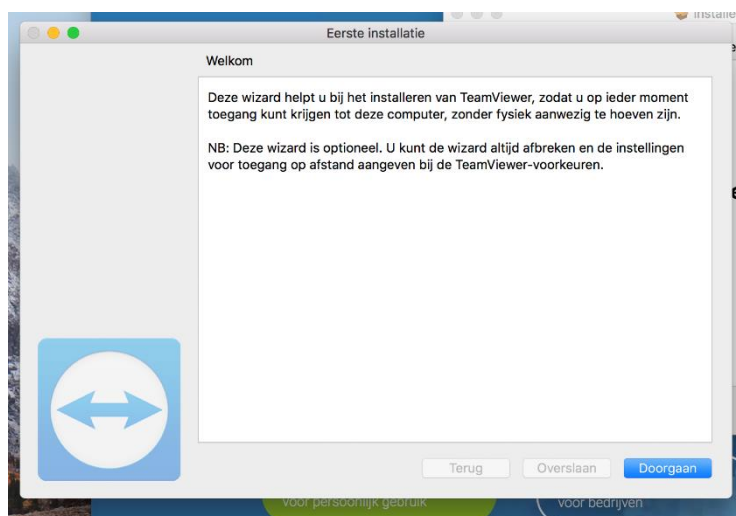 Eerste installatie
Welkom
Deze wizard helpt u bij het installeren van TeamViewer, zodat u op ieder moment
toegang kunt krijgen tot deze computer, zonder fysiek aanwezig te hoeven zijn.
NB: Deze wizard is optioneel. U kunt de wizard altijd afbreken en de instellingen
voor toegang op afstand aangeven bij de TeamViewer-voorkeuren.
Terug Overslaan Doorgaan
voor persoonlijk gebruik voor bedrijven